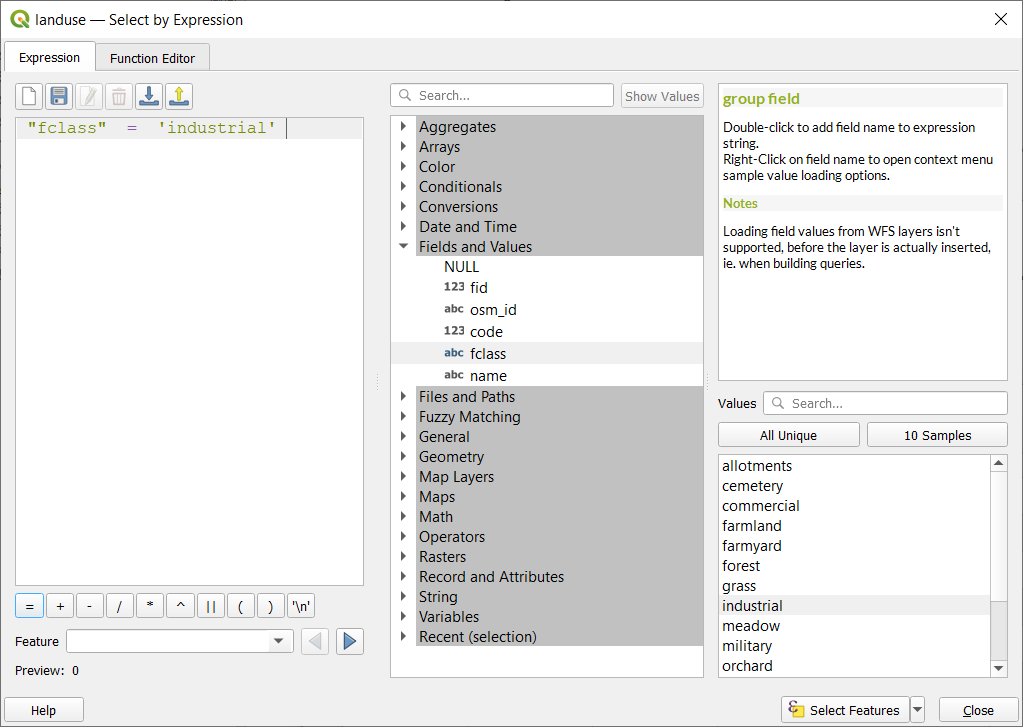 landuse — Select by Expression
Expression
Function Editor
"fclass" = 'industrial'
= + - / * ^ || ( ) '\n'
Feature
Preview: 0
Search...
Show Values
Aggregates
Arrays
Color
Conditionals
Conversions
Date and Time
Fields and Values
NULL
123 fid
abc osm_id
123 code
abc fclass
abc name
Files and Paths
Fuzzy Matching
General
Geometry
Map Layers
Maps
Math
Operators
Rasters
Record and Attributes
String
Variables
Recent (selection)
group field
Double-click to add field name to expression
string.
Right-Click on field name to open context menu
sample value loading options.
Notes
Loading field values from WFS layers isn't
supported, before the layer is actually inserted,
ie. when building queries.
Values
Search...
All Unique
10 Samples
allotments
cemetery
commercial
farmland
farmyard
forest
grass
industrial
meadow
military
orchard
Help
Select Features
Close